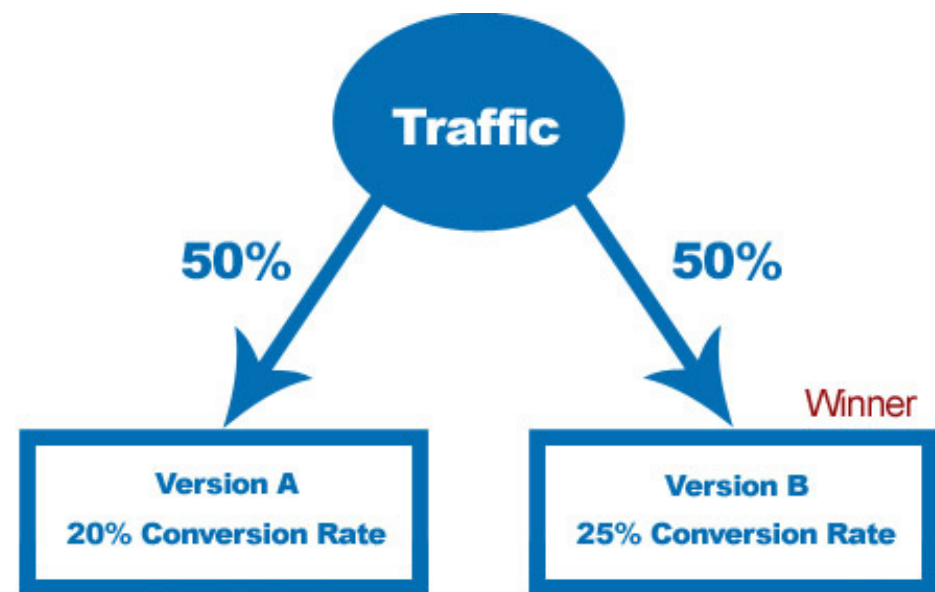 Traffic
50%
50%
Winner
Version A
20% Conversion Rate
Version B
25% Conversion Rate